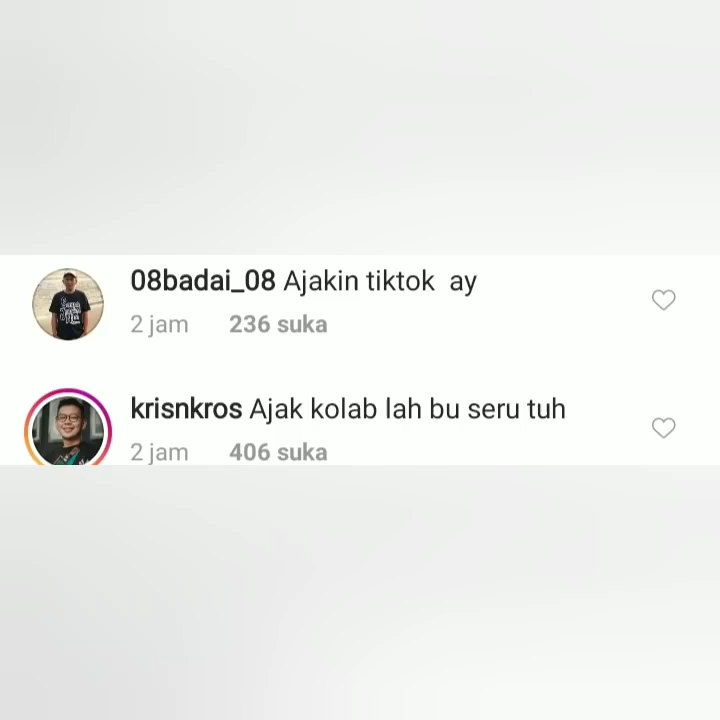 08badai_08 Ajakin tiktok ay
2 jam 236 suka
krisnkros Ajak kolab lah bu seru tuh
2 jam 406 suka